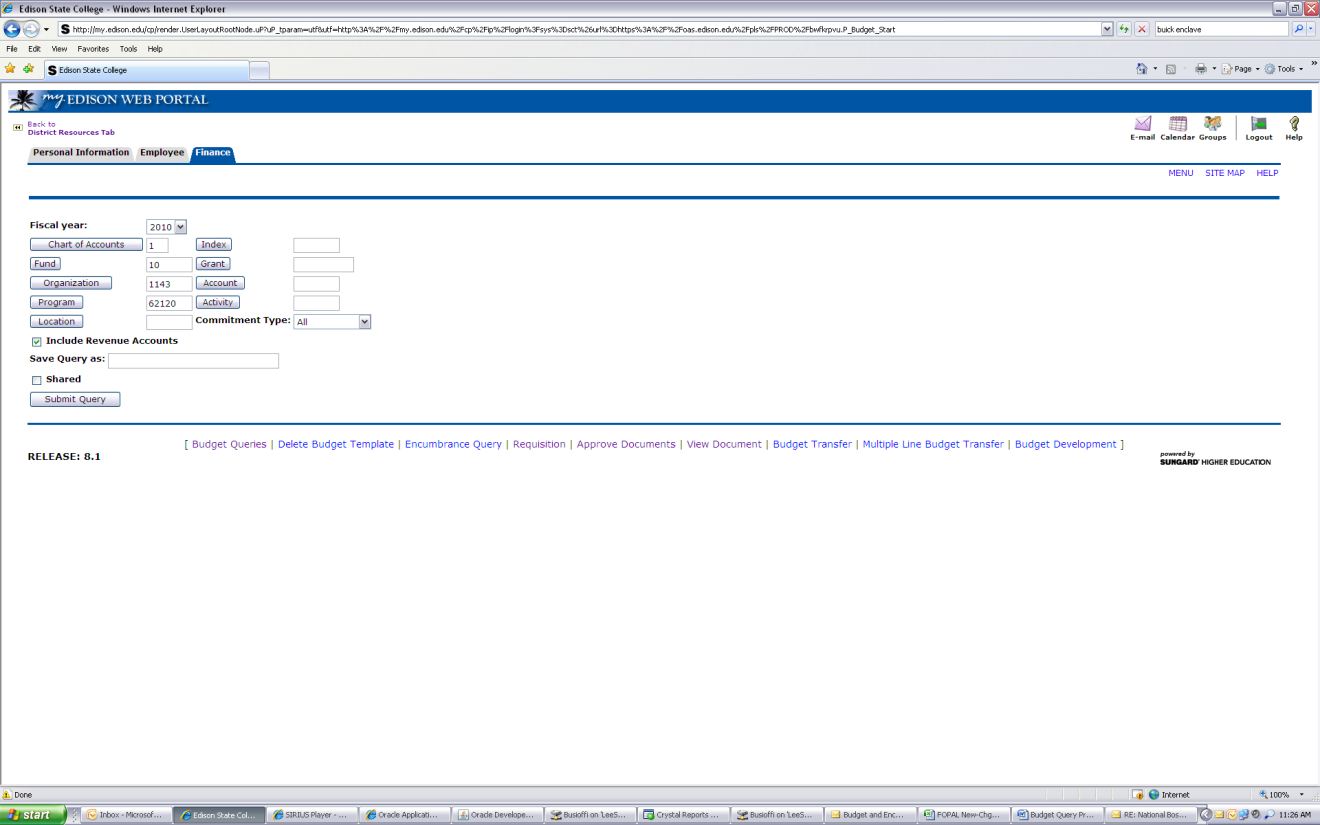 Edison State College - Windows Internet Explorer
http://my.edison.edu/cp/render.UserLayoutRootNode.uP?uP_tparam=utf&utf=http%3A%2F%2Fmy.edison.edu%2Fcp%2Fip%2Flogin%3Fsys%3Dsct%26url%3Dhttps%3A%2F%2Foas.edison.edu%2Fpls%2FPROD%2Fbwfkrpvu.P_Budget_Start buick enclave
File Edit View Favorites Tools Help
S Edison State College Page Tools »
my EDISON WEB PORTAL
Back to
District Resources Tab
E-mail Calendar Groups Logout Help
Personal Information Employee Finance
MENU SITE MAP HELP
Fiscal year: 2010
Chart of Accounts 1 Index
Fund 10 Grant
Organization 1143 Account
Program 62120 Activity
Location Commitment Type: All
Include Revenue Accounts
Save Query as:
Shared
Submit Query
[ Budget Queries | Delete Budget Template | Encumbrance Query | Requisition | Approve Documents | View Document | Budget Transfer | Multiple Line Budget Transfer | Budget Development ]
RELEASE: 8.1
powered by
SUNGARD' HIGHER EDUCATION
Done Internet 100%
start Inbox - Microsof... Edison State Col... SIRIUS Player - ... Oracle Applicati... Oracle Develope... Busioffi on 'LeeS... Crystal Reports ... Busioffi on 'LeeS... Budget and Enc... FOPAL New-Chg... Budget Query Pr... RE: National Bos... 11:26 AM